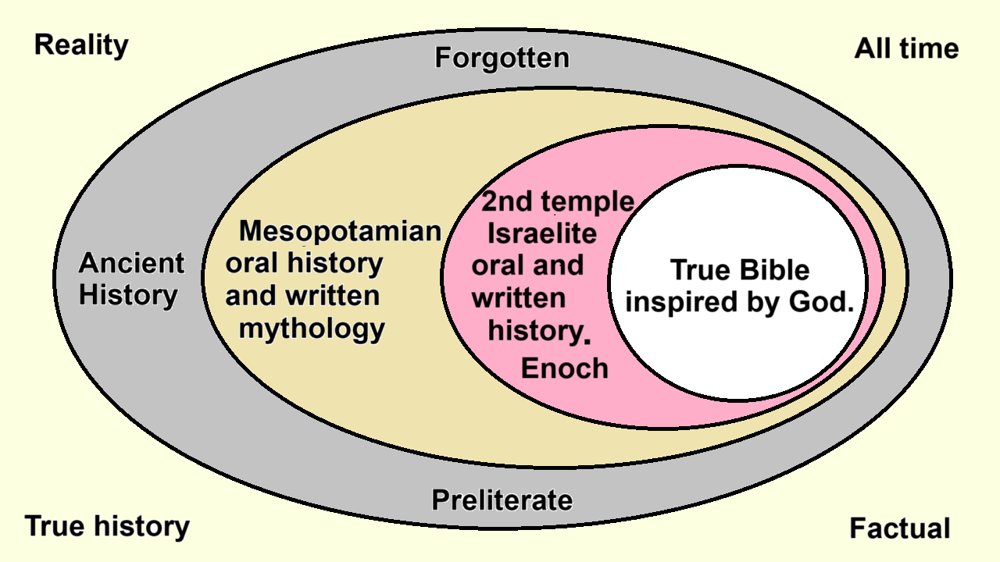 Reality
All time
Forgotten
Ancient
History
Mesopotamian
oral history
and written
mythology
2nd temple
Israelite
oral and
written
history.
Enoch
True Bible
inspired by God.
Preliterate
True history
Factual